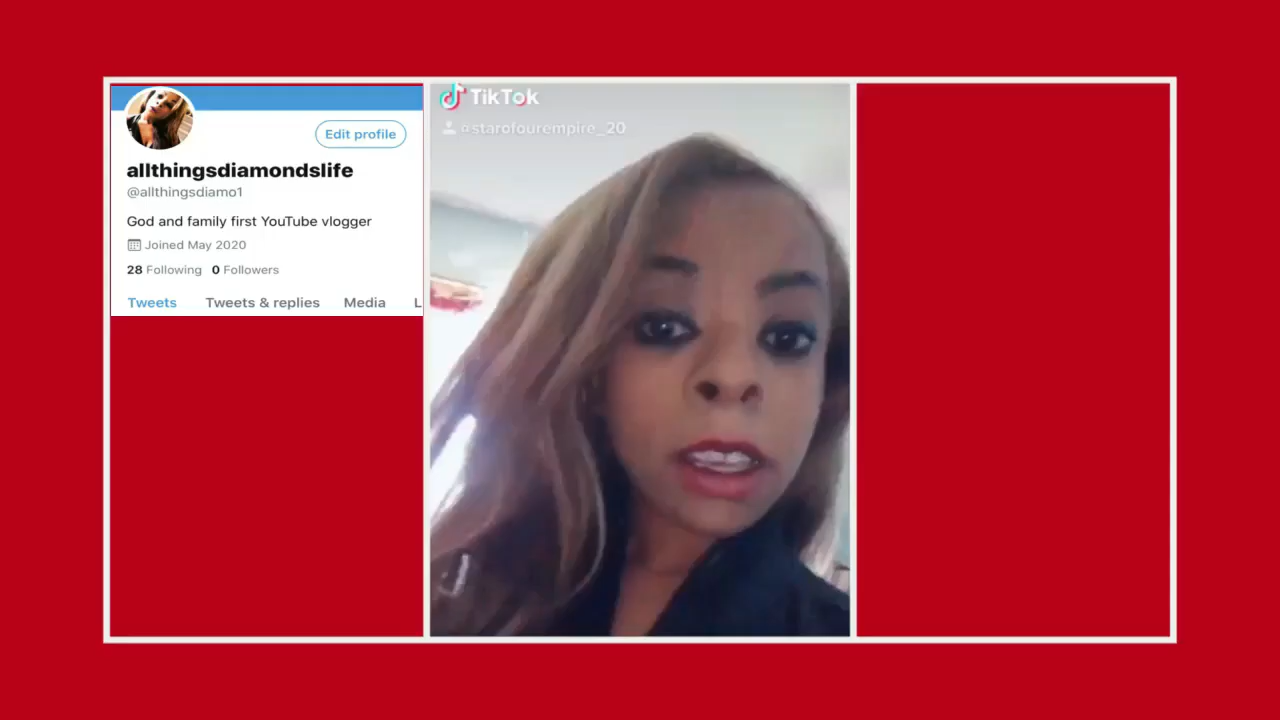 Edit profile
allthingsdiamondslife
@allthingsdiamo1
God and family first YouTube vlogger
Joined May 2020
28 Following 0 Followers
Tweets Tweets & replies Media L
TikTok
@starofourempire_20